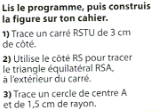 Lis le programme, puis construis
la figure sur ton cahier.
1) Trace un carré RSTU de 3 cm
de côté.
2) Utilise le côté RS pour tracer
le triangle équilatéral RSA,
à l'extérieur du carré.
3) Trace un cercle de centre A
et de 1,5 cm de rayon.